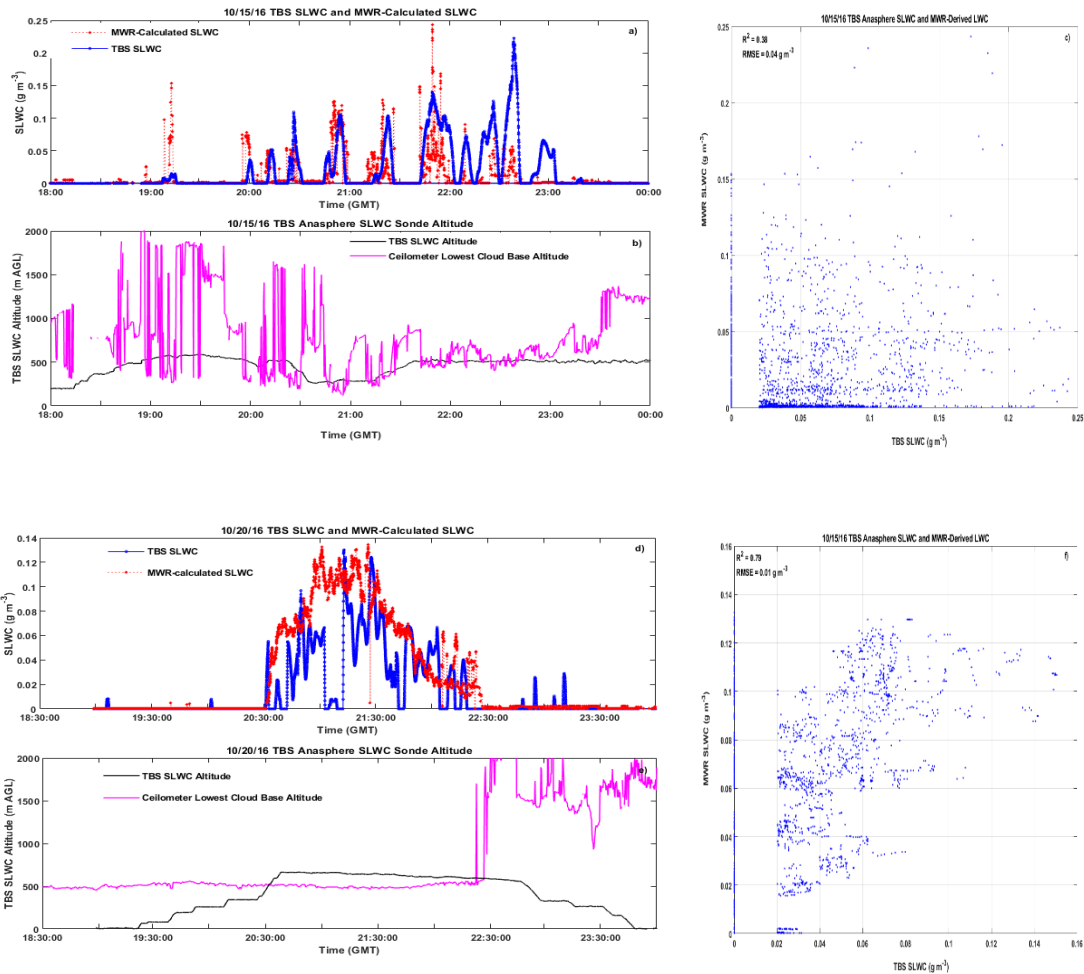 10/15/16 TBS SLWC and MWR-Calculated SLWC
MWR-Calculated SLWC
TBS SLWC
a)
0.25
0.2
0.15
0.1
0.05
0
SLWC (g m-3)
18:00 19:00 20:00 21:00 22:00 23:00 00:00
Time (GMT)
10/15/16 TBS Anasphere SLWC Sonde Altitude
TBS SLWC Altitude
Ceilometer Lowest Cloud Base Altitude
b)
2000
1500
1000
500
0
TBS SLWC Altitude (m AGL)
18:00 19:00 20:00 21:00 22:00 23:00 00:00
Time (GMT)
10/15/16 TBS Anasphere SLWC and MWR-Derived LWC
R2 = 0.38
RMSE = 0.04 g m-3
c)
0.25
0.2
0.15
0.1
0.05
0
MWR SLWC (g m-3)
0 0.05 0.1 0.15 0.2 0.25
TBS SLWC (g m-3)
10/20/16 TBS SLWC and MWR-Calculated SLWC
TBS SLWC
MWR-calculated SLWC
d)
0.14
0.12
0.1
0.08
0.06
0.04
0.02
0
SLWC (g m-3)
18:30:00 19:30:00 20:30:00 21:30:00 22:30:00 23:30:00
Time (GMT)
10/20/16 TBS Anasphere SLWC Sonde Altitude
TBS SLWC Altitude
Ceilometer Lowest Cloud Base Altitude
e)
2000
1500
1000
500
0
TBS SLWC Altitude (m AGL)
18:30:00 19:30:00 20:30:00 21:30:00 22:30:00 23:30:00
Time (GMT)
10/15/16 TBS Anasphere SLWC and MWR-Derived LWC
R2 = 0.79
RMSE = 0.01 g m-3
f)
0.16
0.14
0.12
0.1
0.08
0.06
0.04
0.02
0
MWR SLWC (g m-3)
0 0.02 0.04 0.06 0.08 0.1 0.12 0.14 0.16
TBS SLWC (g m-3)